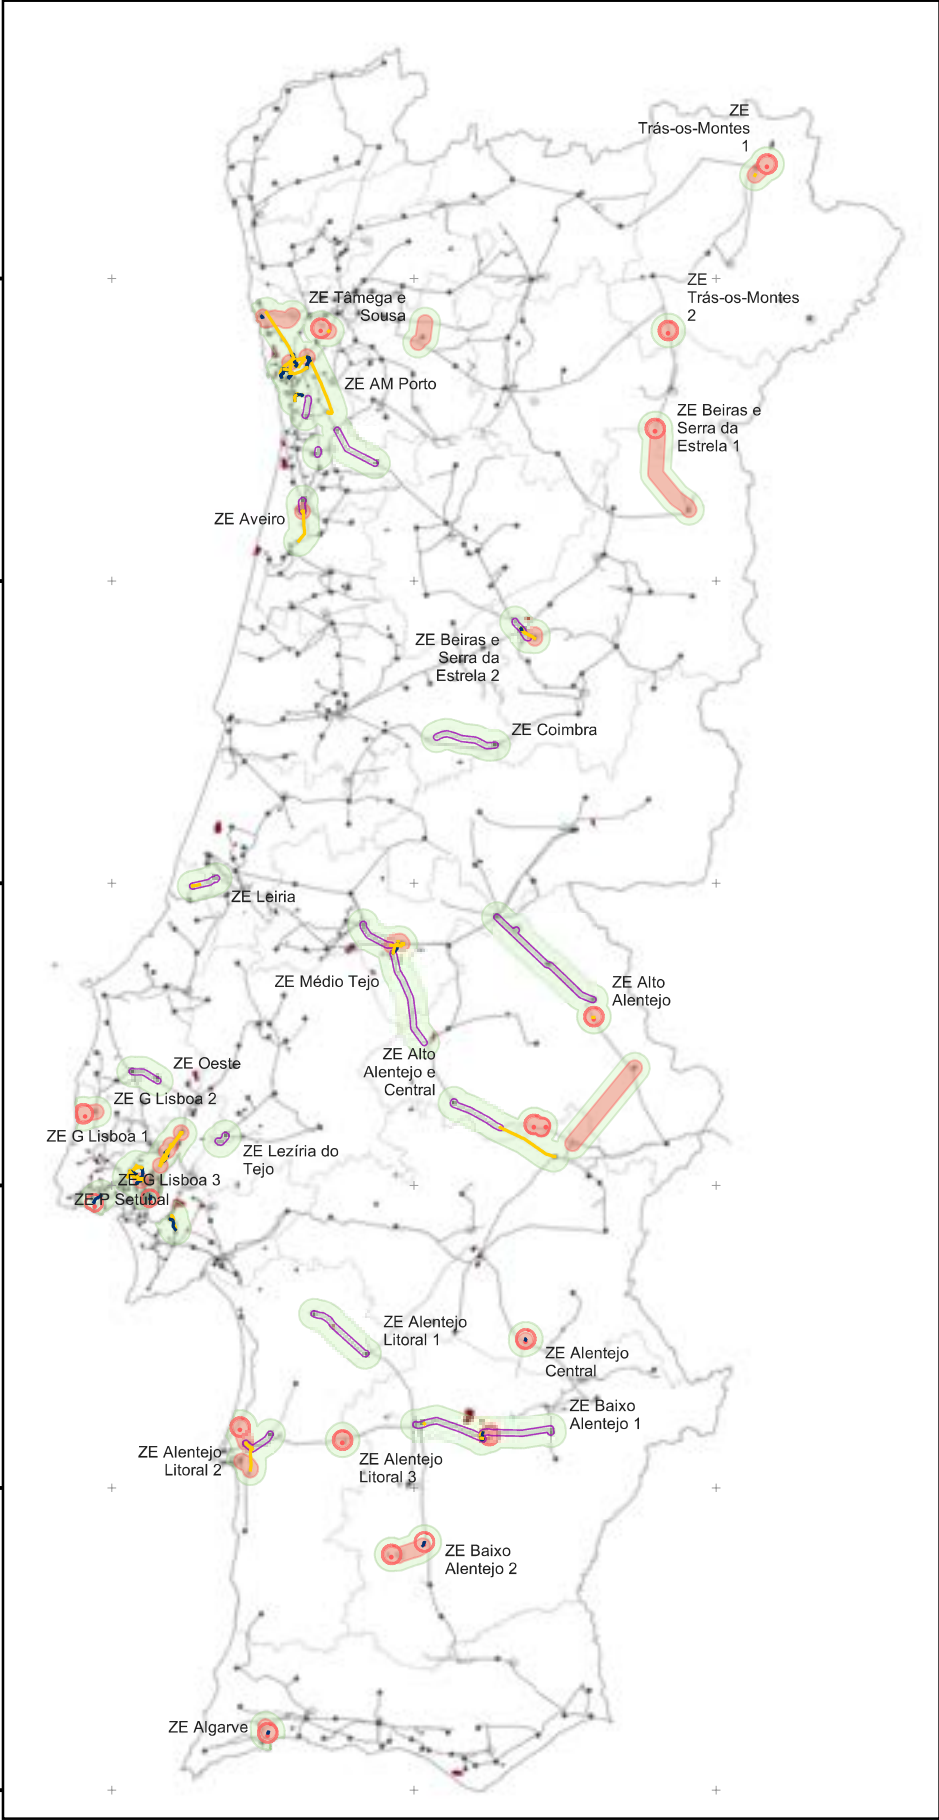 ZE
Trás-os-Montes
1
ZE
Trás-os-Montes
2
ZE Tâmega e
Sousa
ZE AM Porto
ZE Beiras e
Serra da
Estrela 1
ZE Aveiro
ZE Beiras e
Serra da
Estrela 2
ZE Coimbra
ZE Leiria
ZE Médio Tejo
ZE Alto
Alentejo
ZE Alto
Alentejo e
Central
ZE Oeste
ZE G Lisboa 2
ZE G Lisboa 1
ZE Lezíria do
Tejo
ZE G Lisboa 3
ZE P Setúbal
ZE Alentejo
Litoral 1
ZE Alentejo
Central
ZE Baixo
Alentejo 1
ZE Alentejo
Litoral 2
ZE Alentejo
Litoral 3
ZE Baixo
Alentejo 2
ZE Algarve